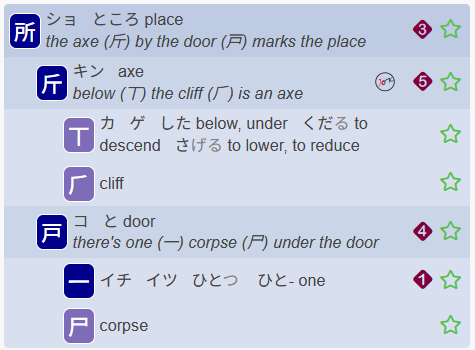 所 ショ ところ place 3
the axe (斤) by the door (戸) marks the place
斤 キン axe 5
below (丅) the cliff (⺁) is an axe
丅 カ ゲ した below, under くだる to
descend さげる to lower, to reduce
⺁ cliff
戸 コ と door 4
there's one (一) corpse (尸) under the door
一 イチ イツ ひとつ ひと- one 1
尸 corpse